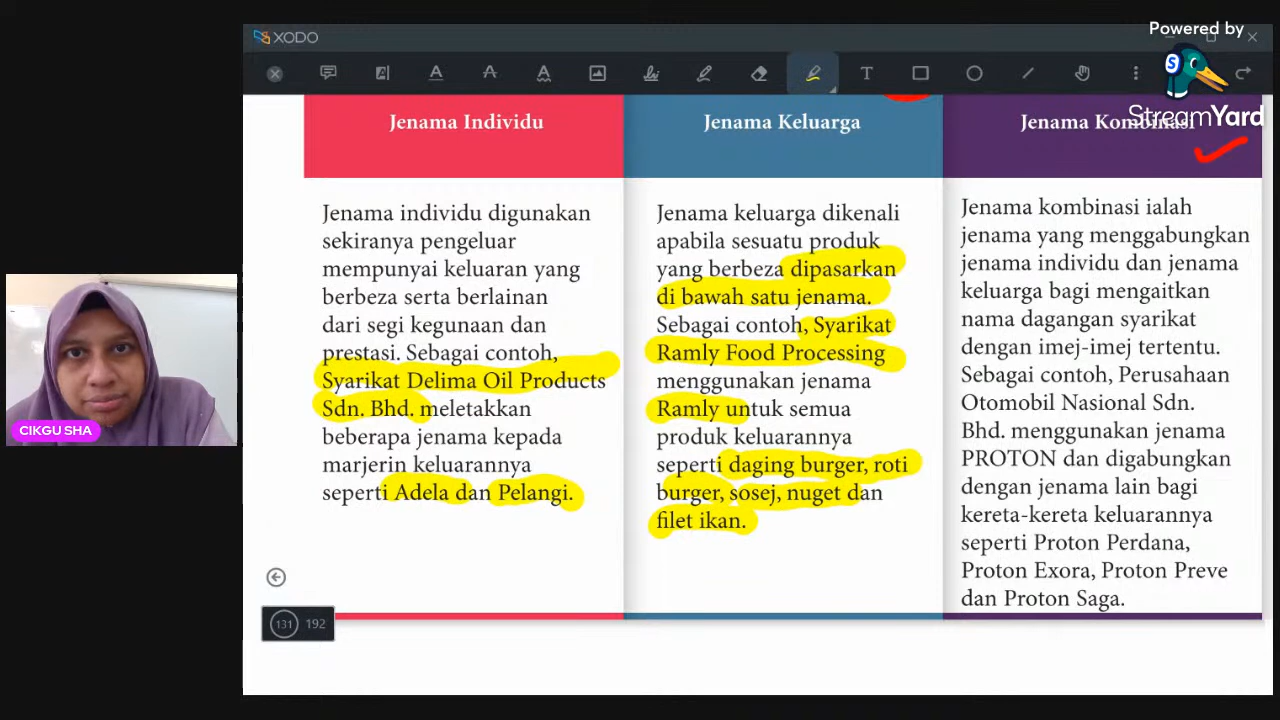 Powered by
StreamYard
XODO
Jenama Individu
Jenama individu digunakan
sekiranya pengeluar
mempunyai keluaran yang
berbeza serta berlainan
dari segi kegunaan dan
prestasi. Sebagai contoh,
Syarikat Delima Oil Products
Sdn. Bhd. meletakkan
beberapa jenama kepada
marjerin keluarannya
seperti Adela dan Pelangi.
Jenama Keluarga
Jenama keluarga dikenali
apabila sesuatu produk
yang berbeza dipasarkan
di bawah satu jenama.
Sebagai contoh, Syarikat
Ramly Food Processing
menggunakan jenama
Ramly untuk semua
produk keluarannya
seperti daging burger, roti
burger, sosej, nuget dan
filet ikan.
Jenama Kombinasi
Jenama kombinasi ialah
jenama yang menggabungkan
jenama individu dan jenama
keluarga bagi mengaitkan
nama dagangan syarikat
dengan imej-imej tertentu.
Sebagai contoh, Perusahaan
Otomobil Nasional Sdn.
Bhd. menggunakan jenama
PROTON dan digabungkan
dengan jenama lain bagi
kereta-kereta keluarannya
seperti Proton Perdana,
Proton Exora, Proton Preve
dan Proton Saga.
131 192
CIKGU SHA